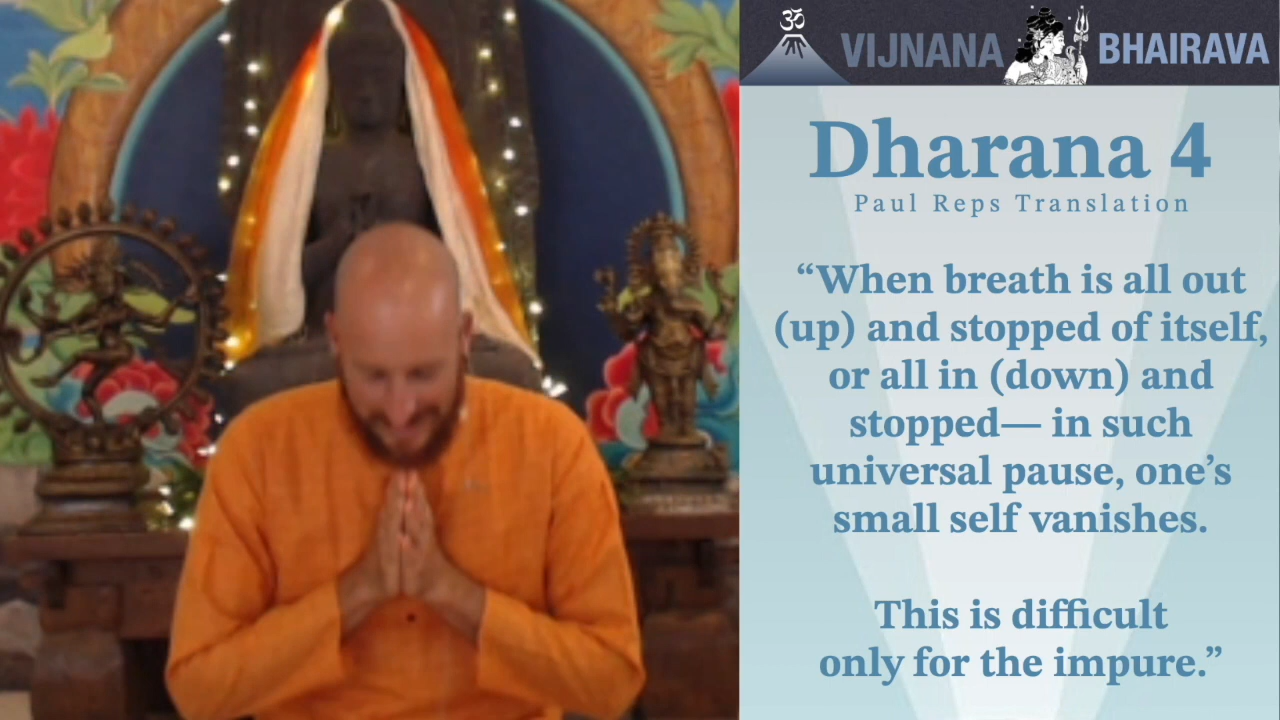 ॐ
VIJNANA BHAIRAVA
Dharana 4
Paul Reps Translation
“When breath is all out
(up) and stopped of itself,
or all in (down) and
stopped— in such
universal pause, one’s
small self vanishes.
This is difficult
only for the impure.”